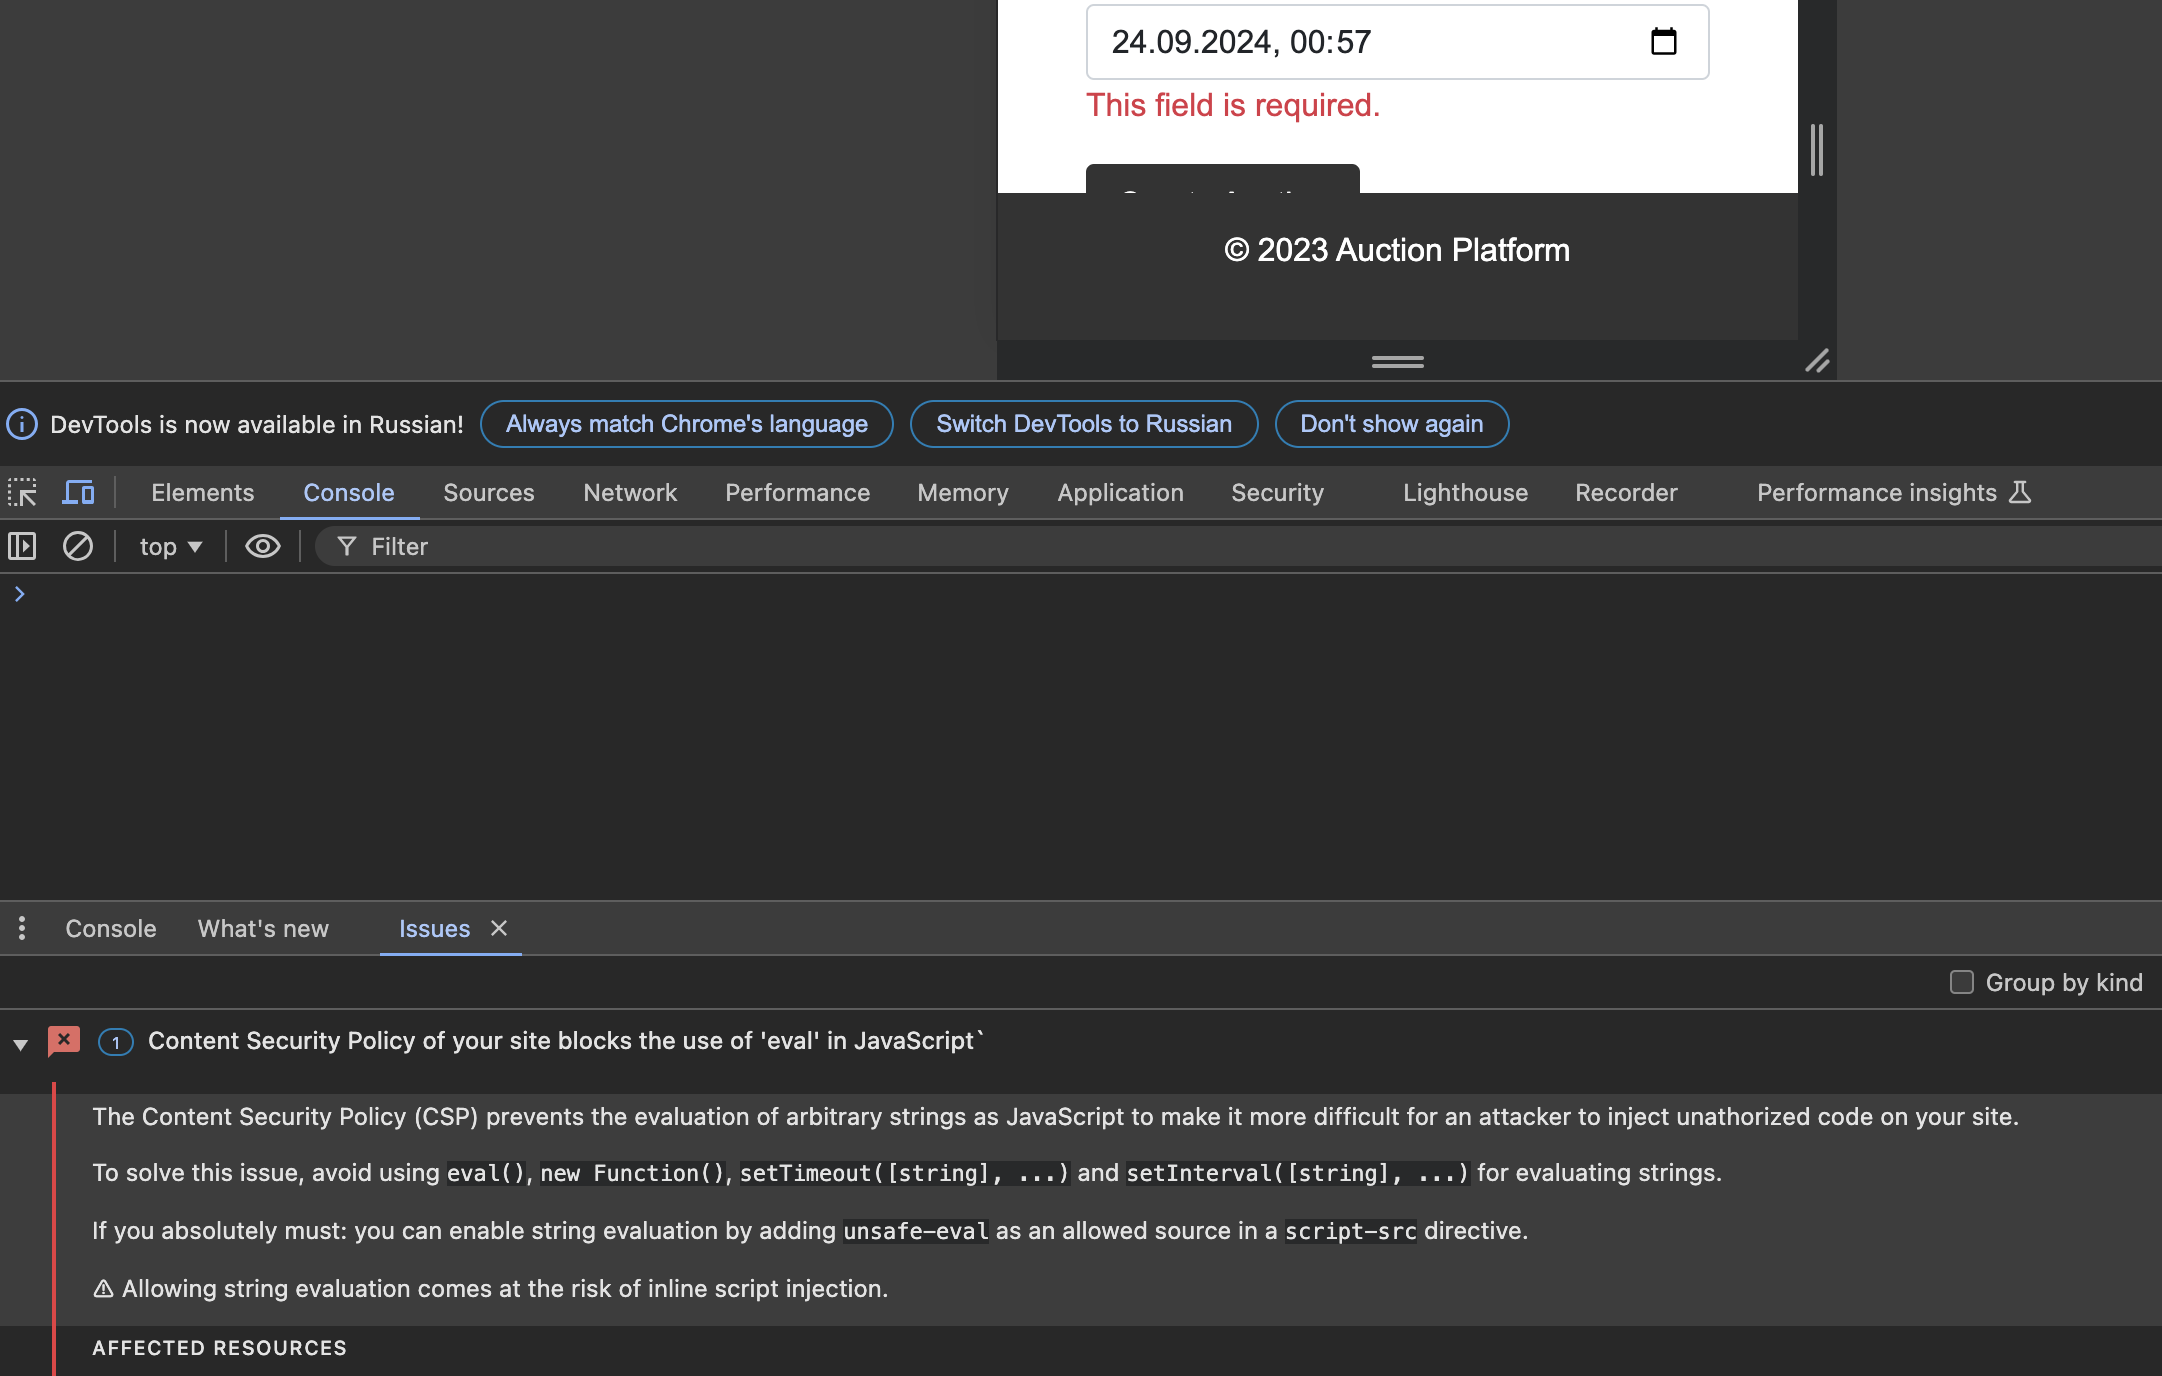 24.09.2024, 00:57
This field is required.
© 2023 Auction Platform
DevTools is now available in Russian! Always match Chrome's language Switch DevTools to Russian Don't show again
Elements Console Sources Network Performance Memory Application Security Lighthouse Recorder Performance insights
top Filter
Console What's new Issues
Group by kind
1 Content Security Policy of your site blocks the use of 'eval' in JavaScript`
The Content Security Policy (CSP) prevents the evaluation of arbitrary strings as JavaScript to make it more difficult for an attacker to inject unathorized code on your site.
To solve this issue, avoid using eval(), new Function(), setTimeout([string], ...) and setInterval([string], ...) for evaluating strings.
If you absolutely must: you can enable string evaluation by adding unsafe-eval as an allowed source in a script-src directive.
⚠ Allowing string evaluation comes at the risk of inline script injection.
AFFECTED RESOURCES